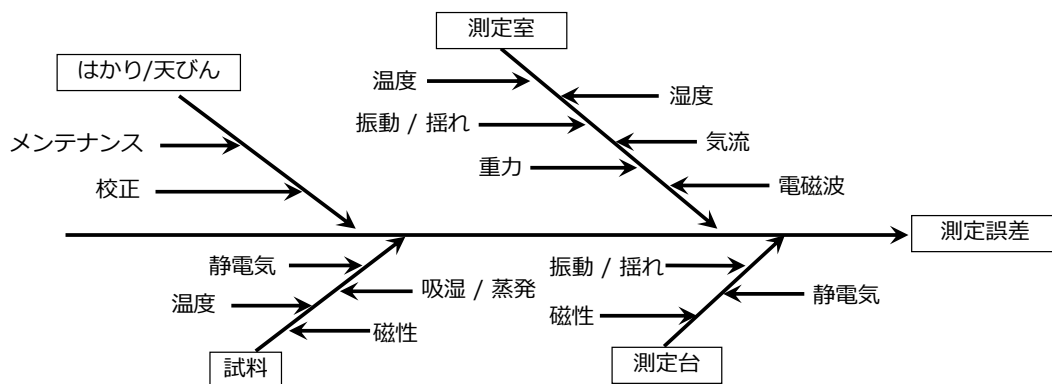 測定室
はかり/天びん
温度
湿度
振動 / 揺れ
メンテナンス
気流
重力
校正
電磁波
測定誤差
静電気
振動 / 揺れ
吸湿 / 蒸発
静電気
温度
磁性
磁性
試料
測定台